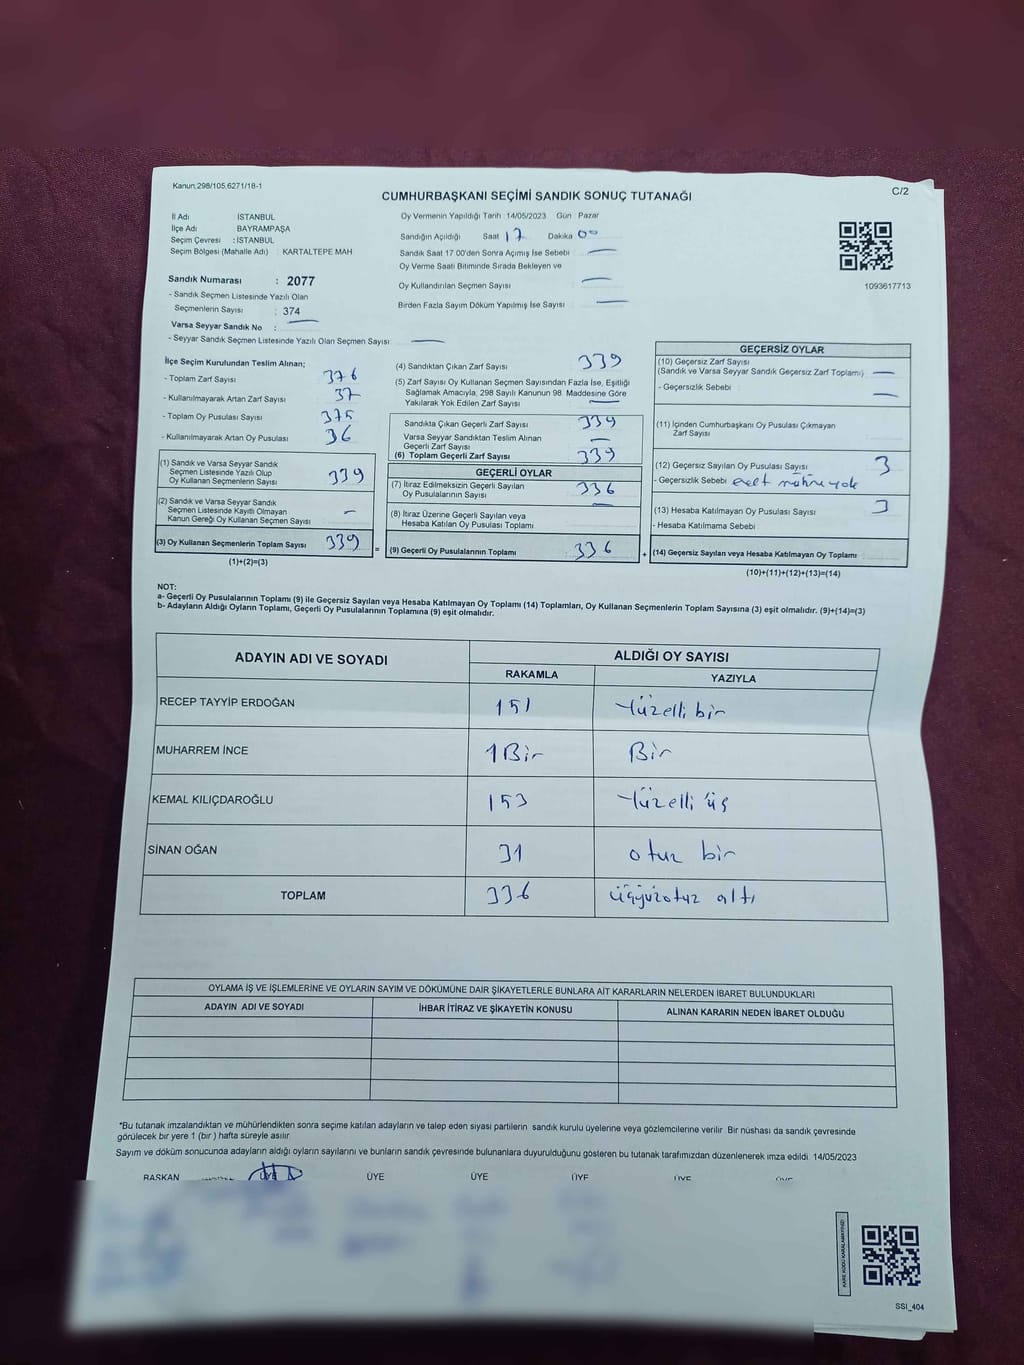 Kanun;298/105,6271/18-1
C/2
CUMHURBAŞKANI SEÇİMİ SANDIK SONUÇ TUTANAĞI
İl Adı İSTANBUL
İlçe Adı BAYRAMPAŞA
Seçim Çevresi : İSTANBUL
Seçim Bölgesi (Mahalle Adı) : KARTALTEPE MAH
Sandık Numarası : 2077
- Sandık Seçmen Listesinde Yazılı Olan
Seçmenlerin Sayısı : 374
Varsa Seyyar Sandık No :
- Seyyar Sandık Seçmen Listesinde Yazılı Olan Seçmen Sayısı
Oy Vermenin Yapıldığı Tarih : 14/05/2023 Gün : Pazar
Sandığın Açıldığı Saat 17 Dakika 00
Sandık Saat 17 00'den Sonra Açımış İse Sebebi
Oy Verme Saati Bitiminde Sırada Bekleyen ve
Oy Kullandırılan Seçmen Sayısı
Birden Fazla Sayım Döküm Yapılmış İse Sayısı
1093617713
İlçe Seçim Kurulundan Teslim Alınan;
- Toplam Zarf Sayısı 376
- Kullanılmayarak Artan Zarf Sayısı 37
- Toplam Oy Pusulası Sayısı 375
- Kullanılmayarak Artan Oy Pusulası 36
(1) Sandık ve Varsa Seyyar Sandık
Seçmen Listesinde Yazılı Olup
Oy Kullanan Seçmenlerin Sayısı 339
(2) Sandık ve Varsa Seyyar Sandık
Seçmen Listesinde Kayıtlı Olmayan
Kanun Gereği Oy Kullanan Seçmen Sayısı -
(3) Oy Kullanan Seçmenlerin Toplam Sayısı 339
(1)+(2)=(3)
=
(4) Sandıktan Çıkan Zarf Sayısı 339
(5) Zarf Sayısı Oy Kullanan Seçmen Sayısından Fazla İse, Eşitliği
Sağlamak Amacıyla, 298 Sayılı Kanunun 98. Maddesine Göre
Yakılarak Yok Edilen Zarf Sayısı
Sandıkta Çıkan Geçerli Zarf Sayısı 339
Varsa Seyyar Sandıktan Teslim Alınan
Geçerli Zarf Sayısı
(6) Toplam Geçerli Zarf Sayısı 339
GEÇERLİ OYLAR
(7) İtiraz Edilmeksizin Geçerli Sayılan
Oy Pusulalarının Sayısı 336
(8) İtiraz Üzerine Geçerli Sayılan veya
Hesaba Katılan Oy Pusulası Toplamı
(9) Geçerli Oy Pusulalarının Toplamı 336
+
GEÇERSİZ OYLAR
(10) Geçersiz Zarf Sayısı
(Sandık ve Varsa Seyyar Sandık Geçersiz Zarf Toplamı)
- Geçersizlik Sebebi
(11) İçinden Cumhurbaşkanı Oy Pusulası Çıkmayan
Zarf Sayısı
(12) Geçersiz Sayılan Oy Pusulası Sayısı 3
- Geçersizlik Sebebi evet mührü yok
(13) Hesaba Katılmayan Oy Pusulası Sayısı 3
- Hesaba Katılmama Sebebi
(14) Geçersiz Sayılan veya Hesaba Katılmayan Oy Toplamı
(10)+(11)+(12)+(13)=(14)
NOT:
a- Geçerli Oy Pusulalarının Toplamı (9) ile Geçersiz Sayılan veya Hesaba Katılmayan Oy Toplamı (14) Toplamları, Oy Kullanan Seçmenlerin Toplam Sayısına (3) eşit olmalıdır. (9)+(14)=(3)
b- Adayların Aldığı Oyların Toplamı, Geçerli Oy Pusulalarının Toplamına (9) eşit olmalıdır.
ADAYIN ADI VE SOYADI
ALDIĞI OY SAYISI
RAKAMLA YAZIYLA
RECEP TAYYİP ERDOĞAN 151 Yüzelli bir
MUHARREM İNCE 1 Bir Bir
KEMAL KILIÇDAROĞLU 153 Yüzelli üş
SİNAN OĞAN 31 otuz bir
TOPLAM 336 üçyüzotuz altı
OYLAMA İŞ VE İŞLEMLERİNE VE OYLARIN SAYIM VE DÖKÜMÜNE DAİR ŞİKAYETLERLE BUNLARA AİT KARARLARIN NELERDEN İBARET BULUNDUKLARI
ADAYIN ADI VE SOYADI İHBAR İTİRAZ VE ŞİKAYETİN KONUSU ALINAN KARARIN NEDEN İBARET OLDUĞU
*Bu tutanak imzalandıktan ve mühürlendikten sonra seçime katılan adayların ve talep eden siyasi partilerin sandık kurulu üyelerine veya gözlemcilerine verilir. Bir nüshası da sandık çevresinde
görülecek bir yere 1 (bir ) hafta süreyle asılır.
Sayım ve döküm sonucunda adayların aldığı oyların sayılarını ve bunların sandık çevresinde bulunanlara duyurulduğunu gösteren bu tutanak tarafımızdan düzenlenerek imza edildi. 14/05/2023
BAŞKAN ÜYE ÜYE ÜYE ÜYE ÜYE
KARE KODU KARALAMAYINIZ!
SSI_404